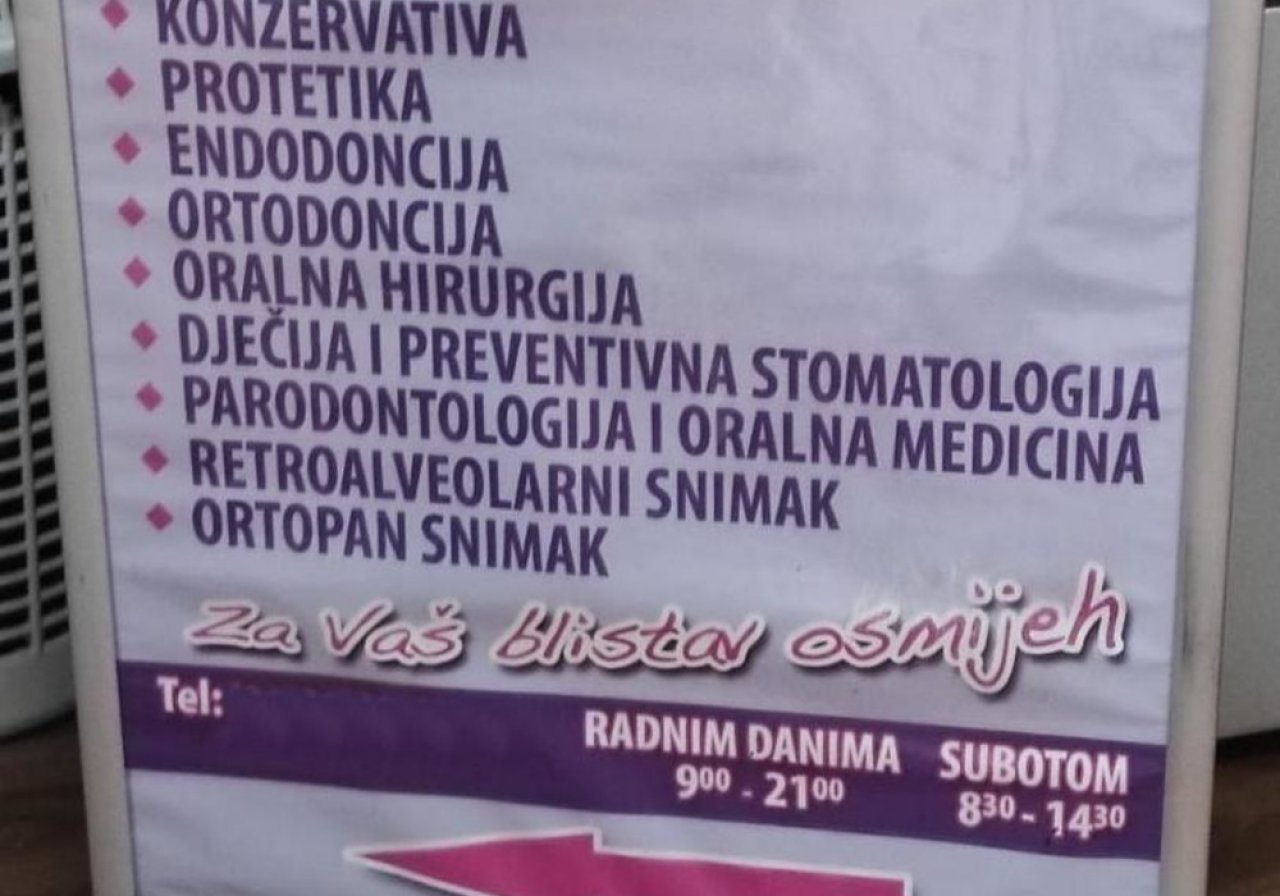 KONZERVATIVA
PROTETIKA
ENDODONCIJA
ORTODONCIJA
ORALNA HIRURGIJA
DJEČIJA I PREVENTIVNA STOMATOLOGIJA
PARODONTOLOGIJA I ORALNA MEDICINA
RETROALVEOLARNI SNIMAK
ORTOPAN SNIMAK
Za Vaš blistav osmijeh
Tel:
RADNIM DANIMA SUBOTOM
9⁰⁰ - 21⁰⁰ 8³⁰ - 14³⁰